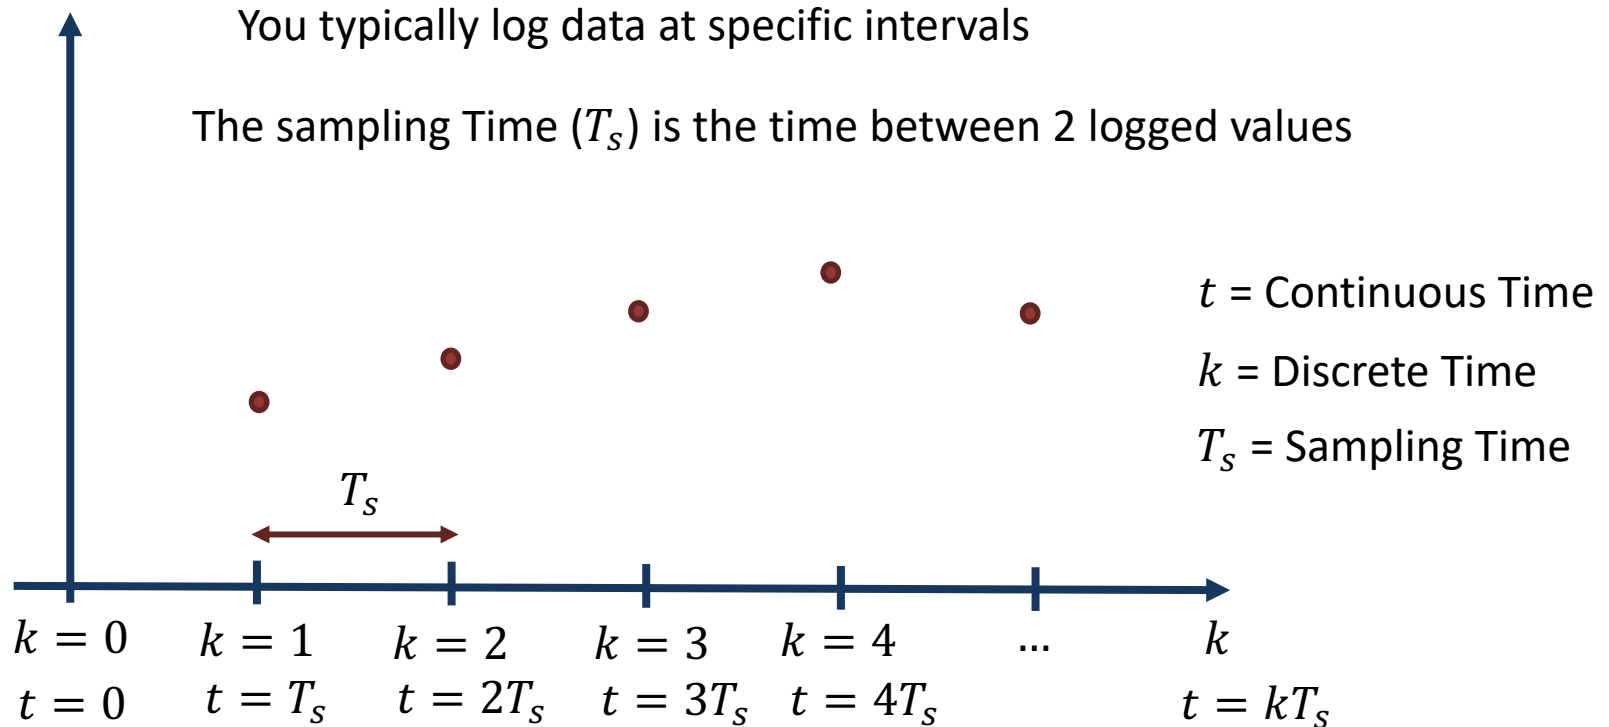 You typically log data at specific intervals
The sampling Time (𝑇ₛ) is the time between 2 logged values
𝑡 = Continuous Time
𝑘 = Discrete Time
𝑇ₛ = Sampling Time
𝑇ₛ
𝑘 = 0 𝑘 = 1 𝑘 = 2 𝑘 = 3 𝑘 = 4 ... 𝑘
𝑡 = 0 𝑡 = 𝑇ₛ 𝑡 = 2𝑇ₛ 𝑡 = 3𝑇ₛ 𝑡 = 4𝑇ₛ 𝑡 = 𝑘𝑇ₛ